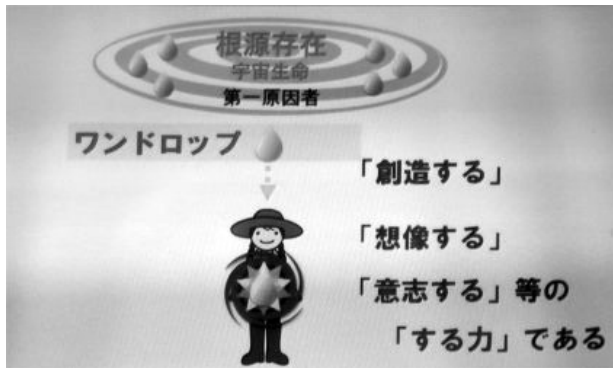 根源存在
宇宙生命
第一原因者
ワンドロップ
「創造する」
「想像する」
「意志する」等の
「する力」である